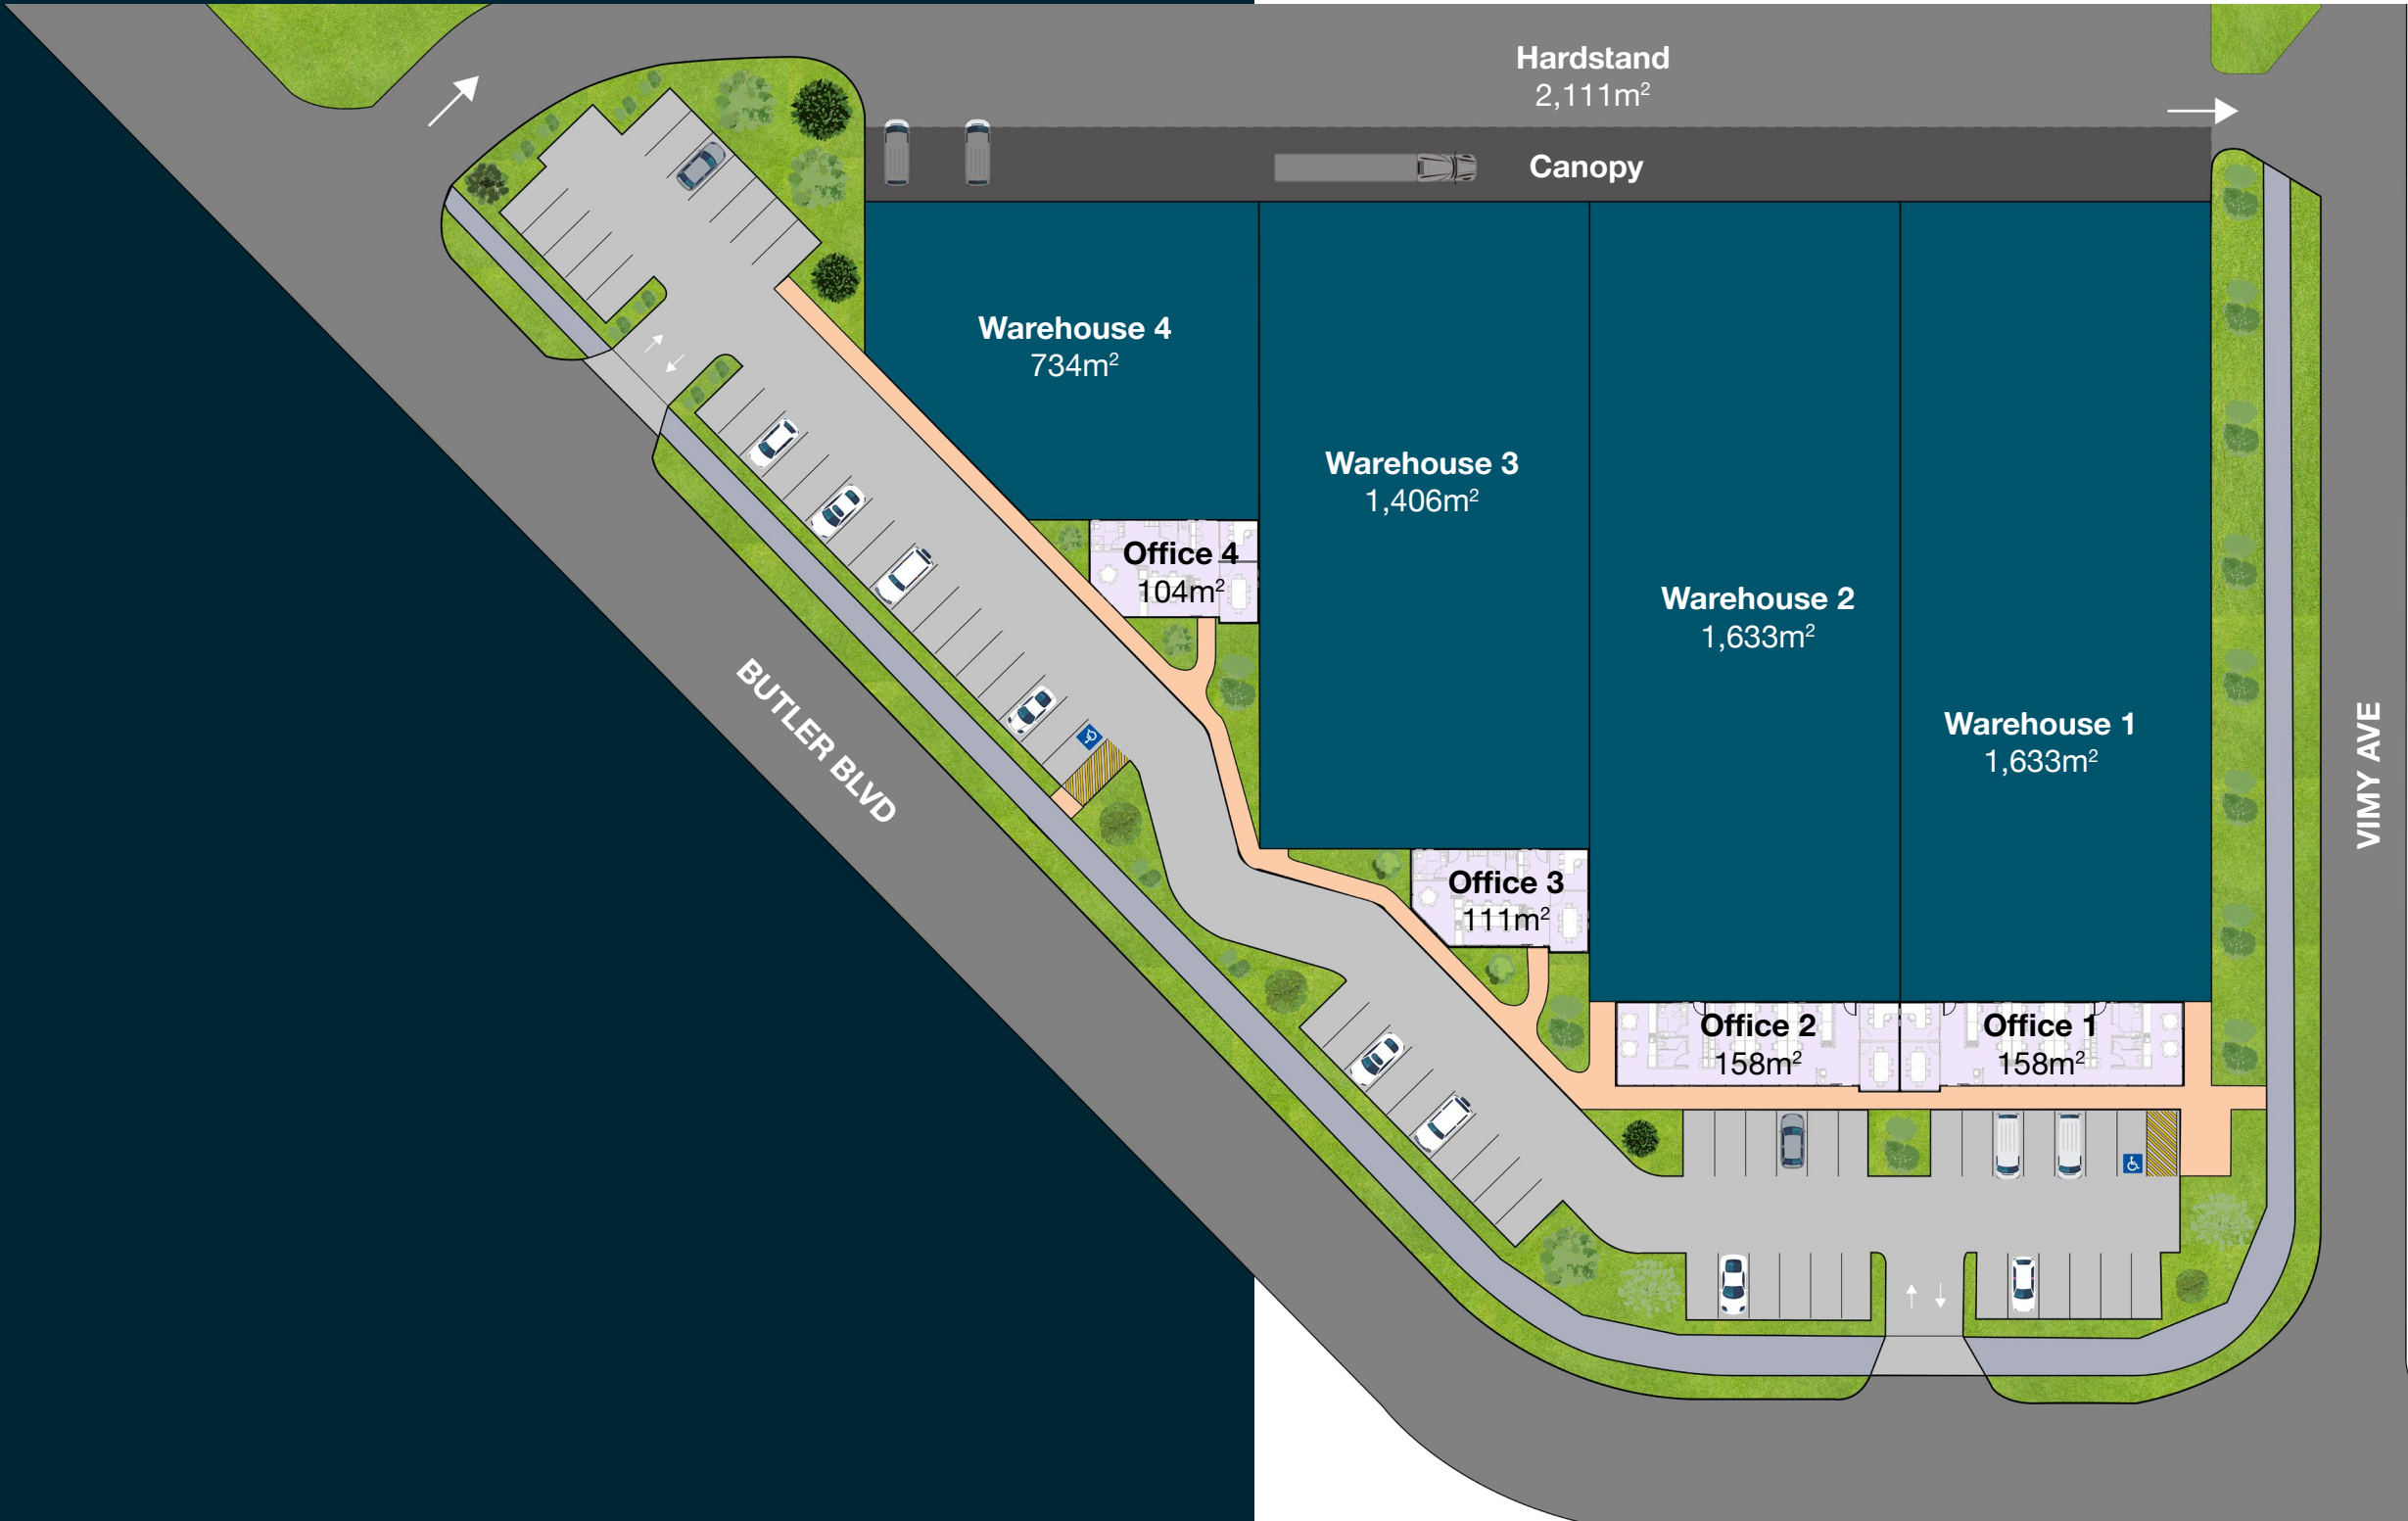 Hardstand
2,111m²
Canopy
Warehouse 4
734m²
Warehouse 3
1,406m²
Warehouse 2
1,633m²
Warehouse 1
1,633m²
Office 4
104m²
Office 3
111m²
Office 2
158m²
Office 1
158m²
BUTLER BLVD
VIMY AVE